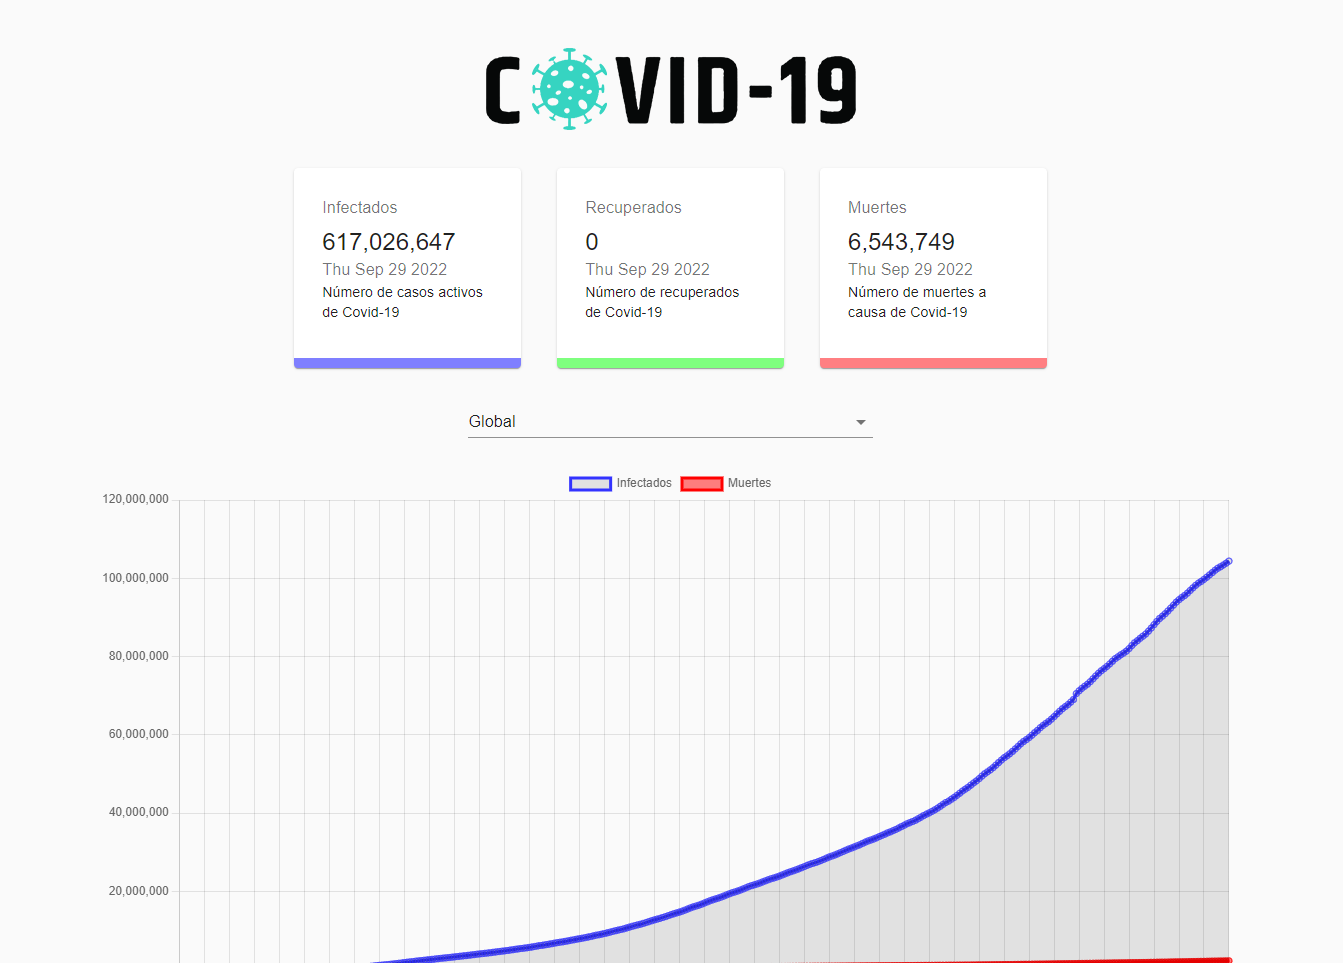 COVID-19
Infectados
617,026,647
Thu Sep 29 2022
Número de casos activos
de Covid-19
Recuperados
0
Thu Sep 29 2022
Número de recuperados
de Covid-19
Muertes
6,543,749
Thu Sep 29 2022
Número de muertes a
causa de Covid-19
Global
Infectados Muertes
120,000,000
100,000,000
80,000,000
60,000,000
40,000,000
20,000,000